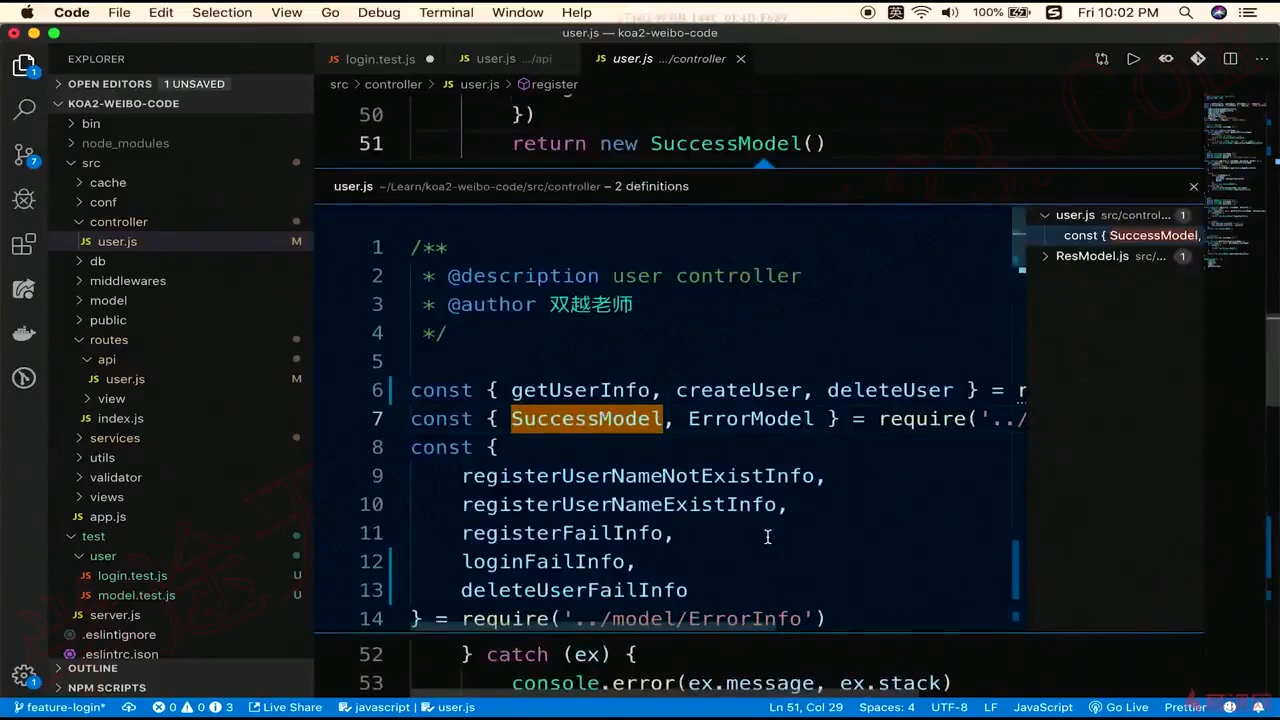 Code File Edit Selection View Go Debug Terminal Window Help 英 100% S Fri 10:02 PM
user.js — koa2-weibo-code
EXPLORER
login.test.js
user.js .../api
user.js .../controller
OPEN EDITORS 1 UNSAVED
src controller user.js register
KOA2-WEIBO-CODE
bin
node_modules
src
cache
conf
controller
user.js M
db
middlewares
model
public
routes
api
user.js M
view
index.js
services
utils
validator
views
app.js
test
user
login.test.js U
model.test.js U
server.js
.eslintignore
.eslintrc.json
OUTLINE
NPM SCRIPTS
1
7
1
50 })
51 return new SuccessModel()
user.js ~/Learn/koa2-weibo-code/src/controller – 2 definitions
1 /**
2 * @description user controller
3 * @author 双越老师
4 */
5
6 const { getUserInfo, createUser, deleteUser } = r
7 const { SuccessModel, ErrorModel } = require('../
8 const {
9 registerUserNameNotExistInfo,
10 registerUserNameExistInfo,
11 registerFailInfo,
12 loginFailInfo,
13 deleteUserFailInfo
14 } = require('../model/ErrorInfo')
user.js src/control... 1
const { SuccessModel,
ResModel.js src/... 1
52 } catch (ex) {
53 console.error(ex.message, ex.stack)
feature-login* 0 0 3 Live Share javascript | user.js Ln 51, Col 29 Spaces: 4 UTF-8 LF JavaScript Go Live Prettier